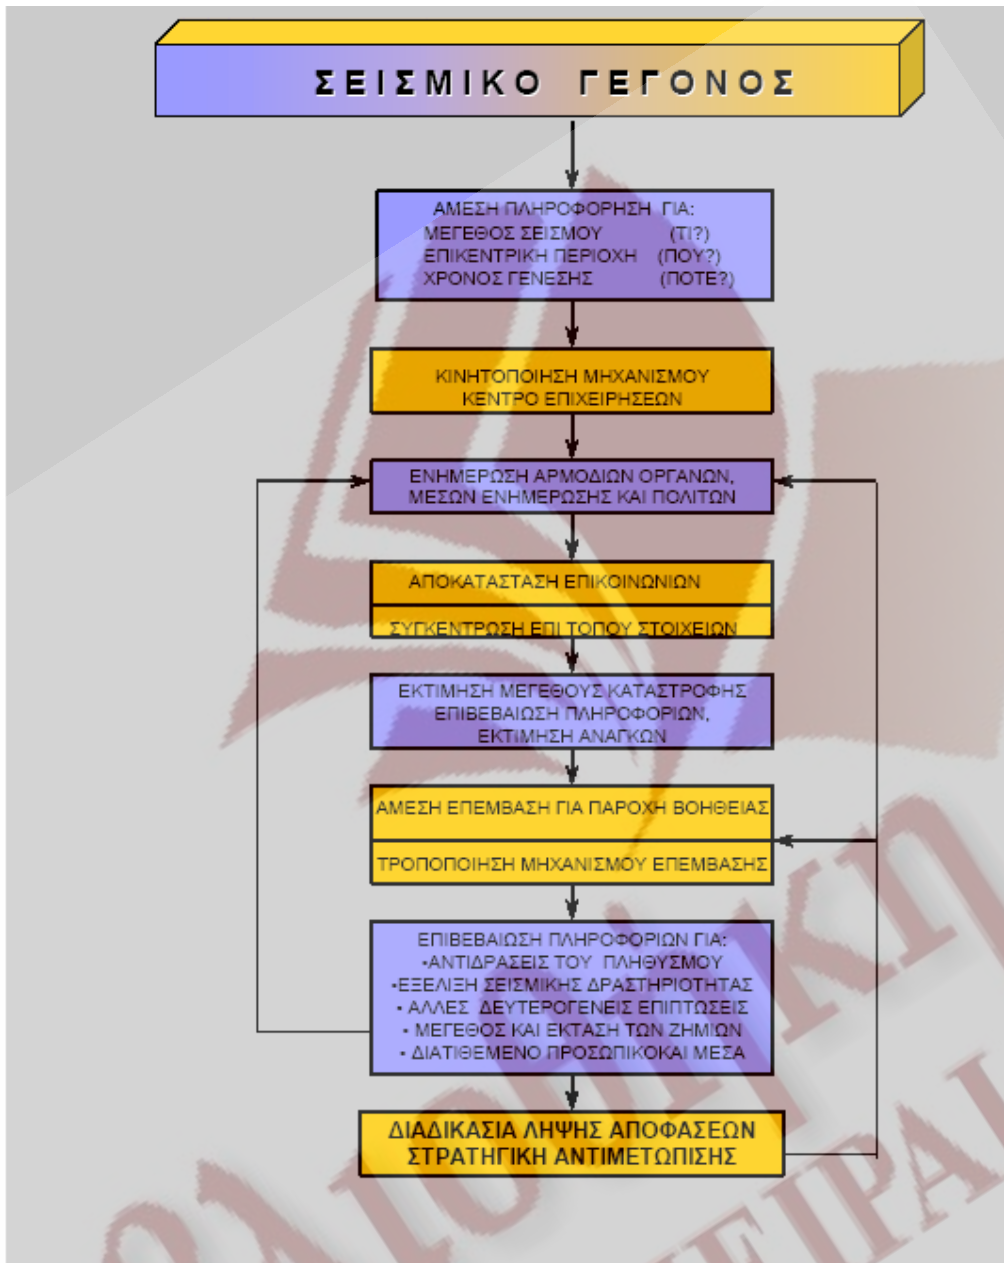 ΣΕΙΣΜΙΚΟ ΓΕΓΟΝΟΣ
ΑΜΕΣΗ ΠΛΗΡΟΦΟΡΗΣΗ ΓΙΑ:
ΜΕΓΕΘΟΣ ΣΕΙΣΜΟΥ (ΤΙ?)
ΕΠΙΚΕΝΤΡΙΚΗ ΠΕΡΙΟΧΗ (ΠΟΥ?)
ΧΡΟΝΟΣ ΓΕΝΕΣΗΣ (ΠΟΤΕ?)
ΚΙΝΗΤΟΠΟΙΗΣΗ ΜΗΧΑΝΙΣΜΟΥ
ΚΕΝΤΡΟ ΕΠΙΧΕΙΡΗΣΕΩΝ
ΕΝΗΜΕΡΩΣΗ ΑΡΜΟΔΙΩΝ ΟΡΓΑΝΩΝ,
ΜΕΣΩΝ ΕΝΗΜΕΡΩΣΗΣ ΚΑΙ ΠΟΛΙΤΩΝ
ΑΠΟΚΑΤΑΣΤΑΣΗ ΕΠΙΚΟΙΝΩΝΙΩΝ
ΣΥΓΚΕΝΤΡΩΣΗ ΕΠΙ ΤΟΠΟΥ ΣΤΟΙΧΕΙΩΝ
ΕΚΤΙΜΗΣΗ ΜΕΓΕΘΟΥΣ ΚΑΤΑΣΤΡΟΦΗΣ
ΕΠΙΒΕΒΑΙΩΣΗ ΠΛΗΡΟΦΟΡΙΩΝ,
ΕΚΤΙΜΗΣΗ ΑΝΑΓΚΩΝ
ΑΜΕΣΗ ΕΠΕΜΒΑΣΗ ΓΙΑ ΠΑΡΟΧΗ ΒΟΗΘΕΙΑΣ
ΤΡΟΠΟΠΟΙΗΣΗ ΜΗΧΑΝΙΣΜΟΥ ΕΠΕΜΒΑΣΗΣ
ΕΠΙΒΕΒΑΙΩΣΗ ΠΛΗΡΟΦΟΡΙΩΝ ΓΙΑ:
•ΑΝΤΙΔΡΑΣΕΙΣ ΤΟΥ ΠΛΗΘΥΣΜΟΥ
•ΕΞΕΛΙΞΗ ΣΕΙΣΜΙΚΗΣ ΔΡΑΣΤΗΡΙΟΤΗΤΑΣ
• ΑΛΛΕΣ ΔΕΥΤΕΡΟΓΕΝΕΙΣ ΕΠΙΠΤΩΣΕΙΣ
• ΜΕΓΕΘΟΣ ΚΑΙ ΕΚΤΑΣΗ ΤΩΝ ΖΗΜΙΩΝ
• ΔΙΑΤΙΘΕΜΕΝΟ ΠΡΟΣΩΠΙΚΟΚΑΙ ΜΕΣΑ
ΔΙΑΔΙΚΑΣΙΑ ΛΗΨΗΣ ΑΠΟΦΑΣΕΩΝ
ΣΤΡΑΤΗΓΙΚΗ ΑΝΤΙΜΕΤΩΠΙΣΗΣ